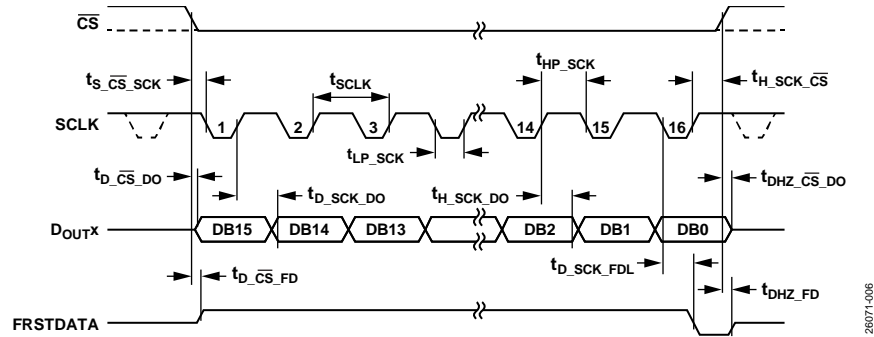 CS
tS_CS_SCK
tSCLK
tHP_SCK
tH_SCK_CS
SCLK
1
2
3
14
15
16
tLP_SCK
tD_CS_DO
tD_SCK_DO
tH_SCK_DO
tDHZ_CS_DO
DOUTx
DB15
DB14
DB13
DB2
DB1
DB0
tD_CS_FD
tD_SCK_FDL
tDHZ_FD
FRSTDATA
26071-006